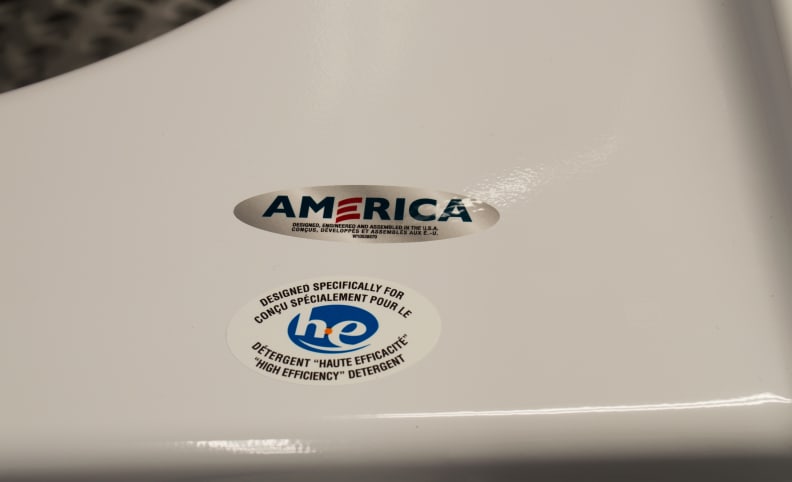 AMERICA
DESIGNED, ENGINEERED AND ASSEMBLED IN THE U.S.A.
CONÇUS, DÉVELOPPÉS ET ASSEMBLÉS AUX É.-U.
DESIGNED SPECIFICALLY FOR
CONÇU SPÉCIALEMENT POUR LE
he
DÉTERGENT "HAUTE EFFICACITÉ"
"HIGH EFFICIENCY" DETERGENT